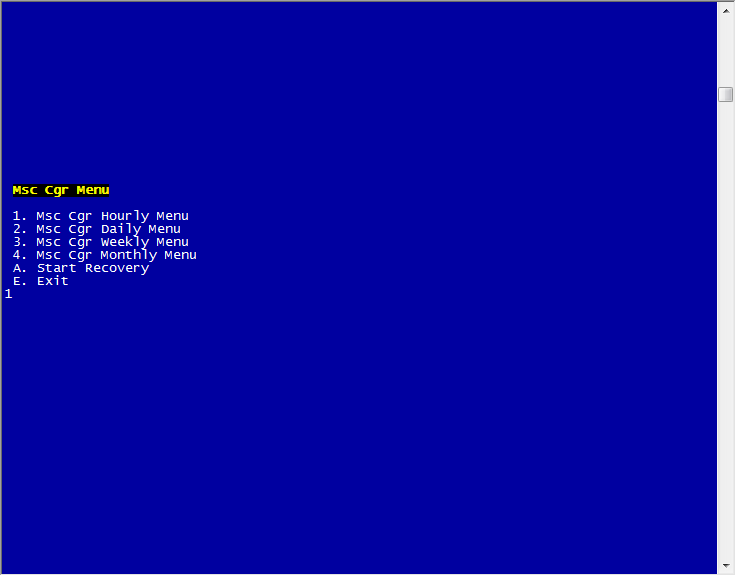 Msc Cgr Menu
1. Msc Cgr Hourly Menu
2. Msc Cgr Daily Menu
3. Msc Cgr Weekly Menu
4. Msc Cgr Monthly Menu
A. Start Recovery
E. Exit
1